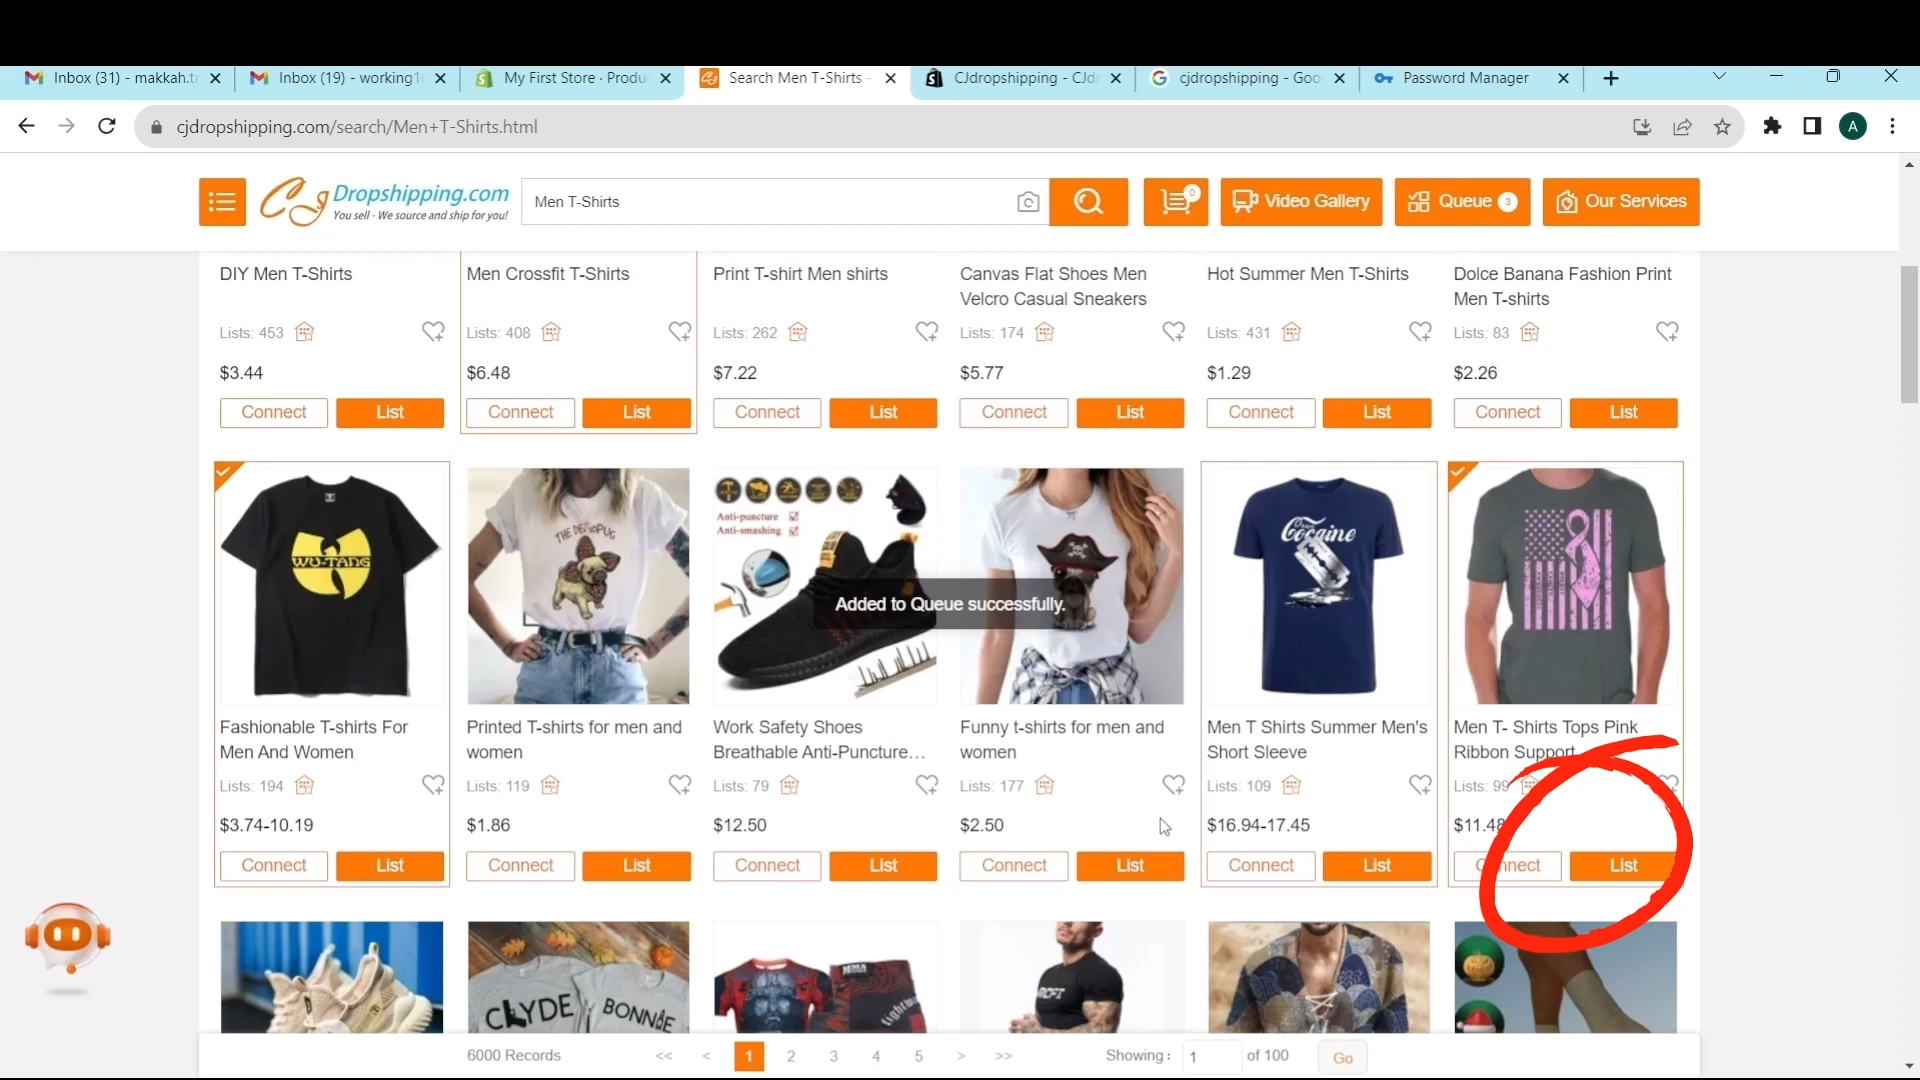 Inbox (31) - makkah.t
Inbox (19) - working1
My First Store · Produ
Search Men T-Shirts -
CJdropshipping - CJd
cjdropshipping - Goo
Password Manager
cjdropshipping.com/search/Men+T-Shirts.html
A
CJ Dropshipping.com
You sell - We source and ship for you!
Men T-Shirts
0
Video Gallery
Queue 3
Our Services
DIY Men T-Shirts
Men Crossfit T-Shirts
Print T-shirt Men shirts
Canvas Flat Shoes Men
Velcro Casual Sneakers
Hot Summer Men T-Shirts
Dolce Banana Fashion Print
Men T-shirts
Lists: 453
Lists: 408
Lists: 262
Lists: 174
Lists: 431
Lists: 83
$3.44
$6.48
$7.22
$5.77
$1.29
$2.26
Connect List
Connect List
Connect List
Connect List
Connect List
Connect List
WU-TANG
THE
Anti-puncture
Anti-smashing
Cocaine
Added to Queue successfully.
Fashionable T-shirts For
Men And Women
Printed T-shirts for men and
women
Work Safety Shoes
Breathable Anti-Puncture...
Funny t-shirts for men and
women
Men T Shirts Summer Men's
Short Sleeve
Men T- Shirts Tops Pink
Ribbon Support
Lists: 194
Lists: 119
Lists: 79
Lists: 177
Lists: 109
Lists: 99
$3.74-10.19
$1.86
$12.50
$2.50
$16.94-17.45
$11.48
Connect List
Connect List
Connect List
Connect List
Connect List
Connect List
CLYDE
BONNIE
MMA
6000 Records
<< < 1 2 3 4 5 > >>
Showing: 1 of 100 Go